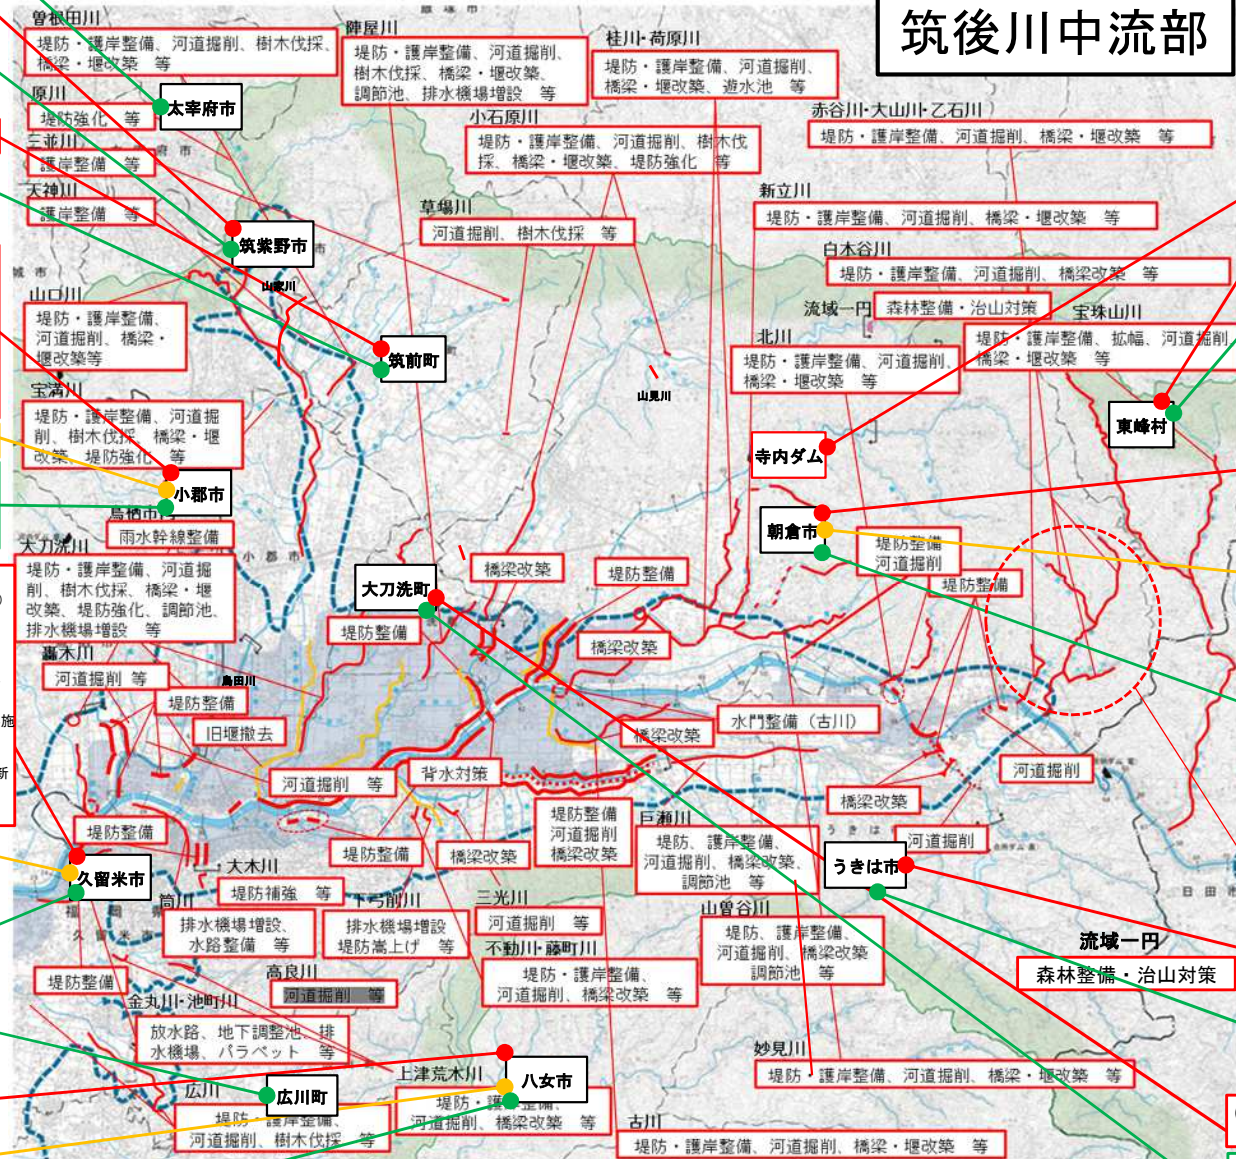 筑後川中流部
曽根田川
堤防・護岸整備、河道掘削、樹木伐採、
橋梁・堰改築 等
陣屋川
堤防・護岸整備、河道掘削、
樹木伐採、橋梁・堰改築、
調節池、排水機場増設 等
桂川・荷原川
堤防・護岸整備、河道掘削、
橋梁・堰改築、遊水池 等
原川
堤防強化 等
太宰府市
三並川
護岸整備 等
天神川
護岸整備 等
小石原川
堤防・護岸整備、河道掘削、樹木伐
採、橋梁・堰改築、堤防強化 等
赤谷川・大山川・乙石川
堤防・護岸整備、河道掘削、橋梁・堰改築 等
草場川
河道掘削、樹木伐採 等
新立川
堤防・護岸整備、河道掘削、橋梁・堰改築 等
筑紫野市
白木谷川
堤防・護岸整備、河道掘削、橋梁改築 等
山家川
山口川
堤防・護岸整備、
河道掘削、橋梁・
堰改築等
流域一円
森林整備・治山対策
宝珠山川
堤防・護岸整備、拡幅、河道掘削
橋梁・堰改築 等
北川
堤防・護岸整備、河道掘削、
橋梁・堰改築 等
筑前町
山見川
宝満川
堤防・護岸整備、河道掘
削、樹木伐採、橋梁・堰
改築、堤防強化 等
東峰村
寺内ダム
小郡市
鳥栖市
雨水幹線整備
小郡市
朝倉市
堤防整備
河道掘削
大刀洗川
堤防・護岸整備、河道掘
削、樹木伐採、橋梁・堰
改築、堤防強化、調節池、
排水機場増設 等
橋梁改築
堤防整備
堤防整備
大刀洗町
堤防整備
橋梁改築
轟木川
河道掘削 等
鳥田川
堤防整備
旧堰撤去
水門整備（古川）
橋梁改築
施
新
河道掘削 等
背水対策
河道掘削
橋梁改築
堤防整備
堤防整備
橋梁改築
堤防整備
河道掘削
橋梁改築
巨瀬川
堤防、護岸整備、
河道掘削、橋梁改築、
調節池 等
河道掘削
うきは市
久留米市
大木川
堤防補強 等
筒川
排水機場増設、
水路整備 等
下弓削川
排水機場増設
堤防嵩上げ 等
三光川
河道掘削 等
山曽谷川
堤防、護岸整備、
河道掘削、橋梁改築
調節池 等
日田市
流域一円
森林整備・治山対策
不動川・藤町川
堤防・護岸整備、
河道掘削、橋梁改築 等
堤防整備
高良川
河道掘削 等
金丸川・池町川
放水路、地下調整池、排
水機場、パラペット 等
妙見川
堤防・護岸整備、河道掘削、橋梁・堰改築 等
上津荒木川
堤防・護岸整備、
河道掘削、橋梁改築 等
八女市
広川
広川町
堤防・護岸整備、
河道掘削、樹木伐採 等
古川
堤防・護岸整備、河道掘削、橋梁・堰改築 等